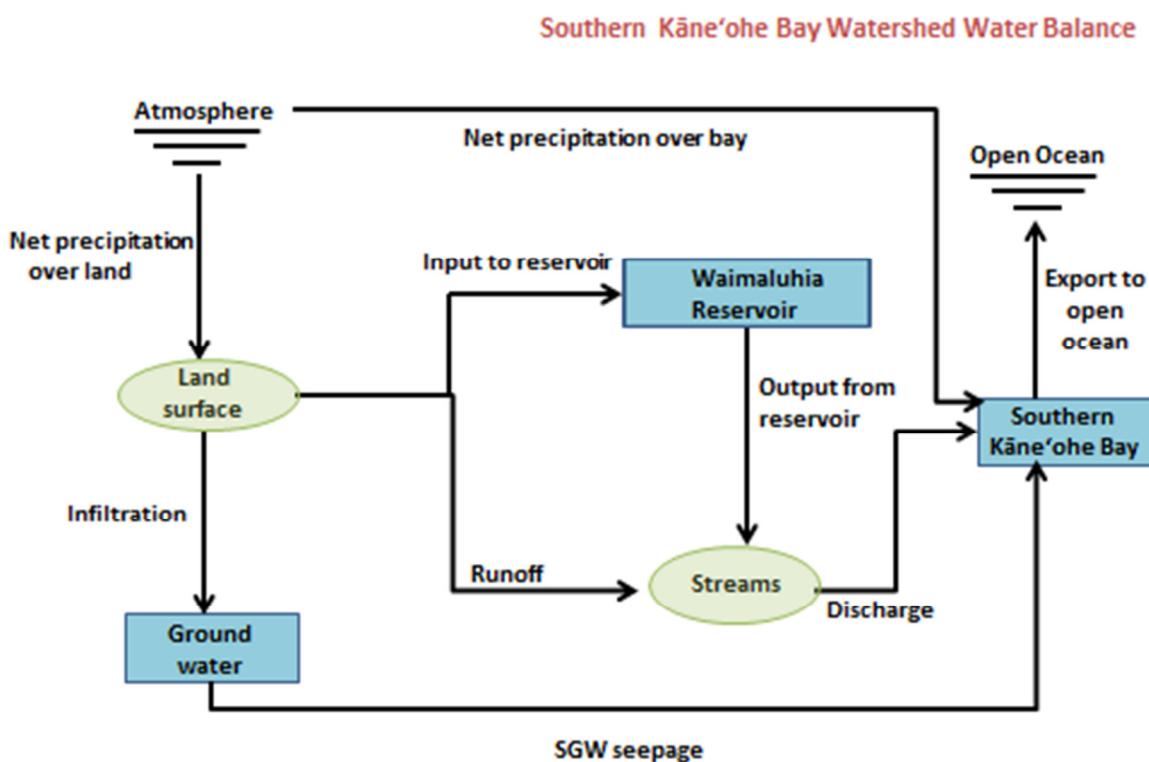 Southern Kāneʻohe Bay Watershed Water Balance
Atmosphere
Net precipitation over bay
Open Ocean
Net precipitation
over land
Input to reservoir
Waimaluhia
Reservoir
Export to
open
ocean
Land
surface
Output from
reservoir
Southern
Kāneʻohe Bay
Infiltration
Runoff
Streams
Discharge
Ground
water
SGW seepage